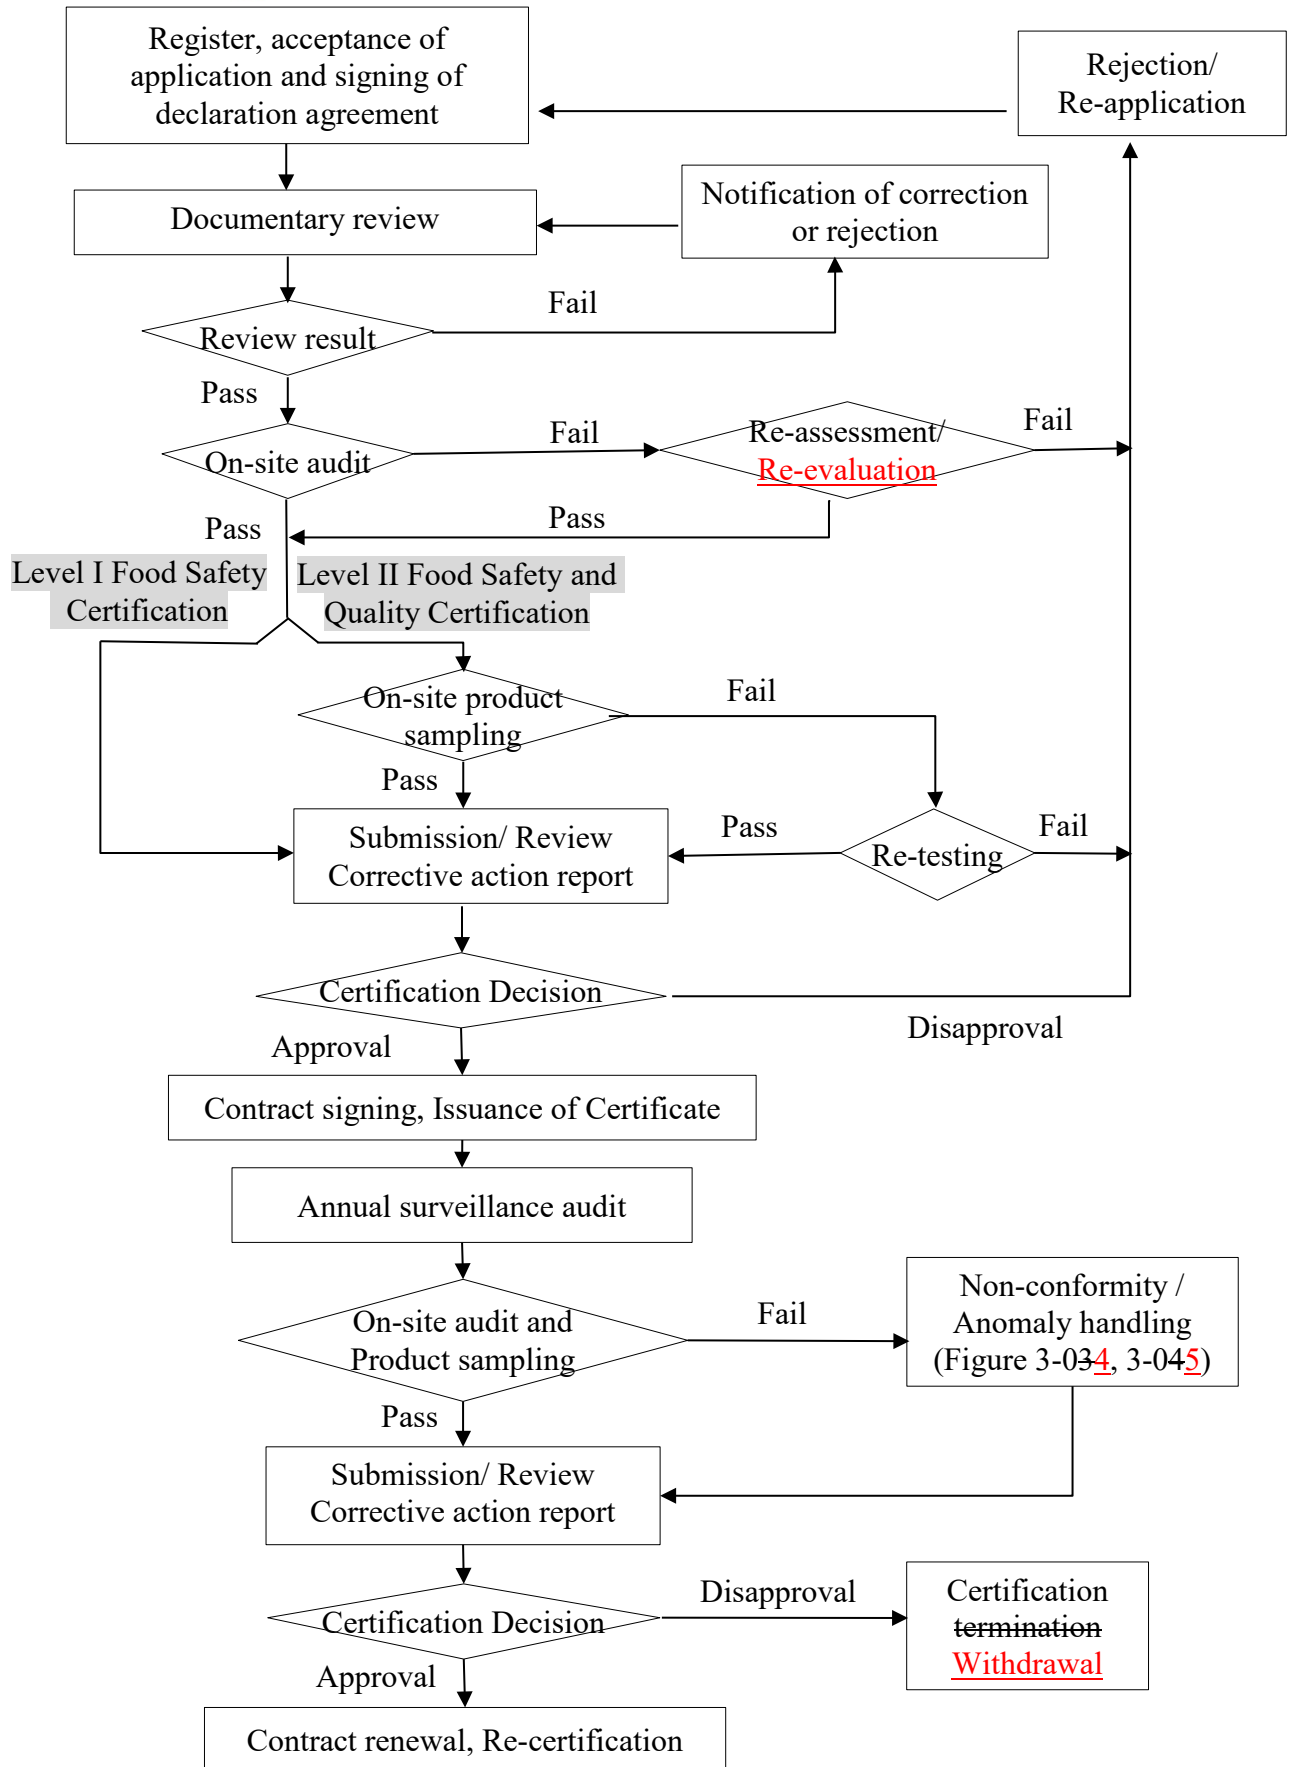 Register, acceptance of
application and signing of
declaration agreement
Rejection/
Re-application
Documentary review
Notification of correction
or rejection
Fail
Review result
Pass
On-site audit
Fail
Re-assessment/
Re-evaluation
Fail
Pass
Pass
Level I Food Safety
Certification
Level II Food Safety and
Quality Certification
On-site product
sampling
Fail
Pass
Submission/ Review
Corrective action report
Pass
Re-testing
Fail
Certification Decision
Disapproval
Approval
Contract signing, Issuance of Certificate
Annual surveillance audit
On-site audit and
Product sampling
Fail
Non-conformity /
Anomaly handling
(Figure 3-034, 3-045)
Pass
Submission/ Review
Corrective action report
Certification Decision
Disapproval
Certification
termination
Withdrawal
Approval
Contract renewal, Re-certification